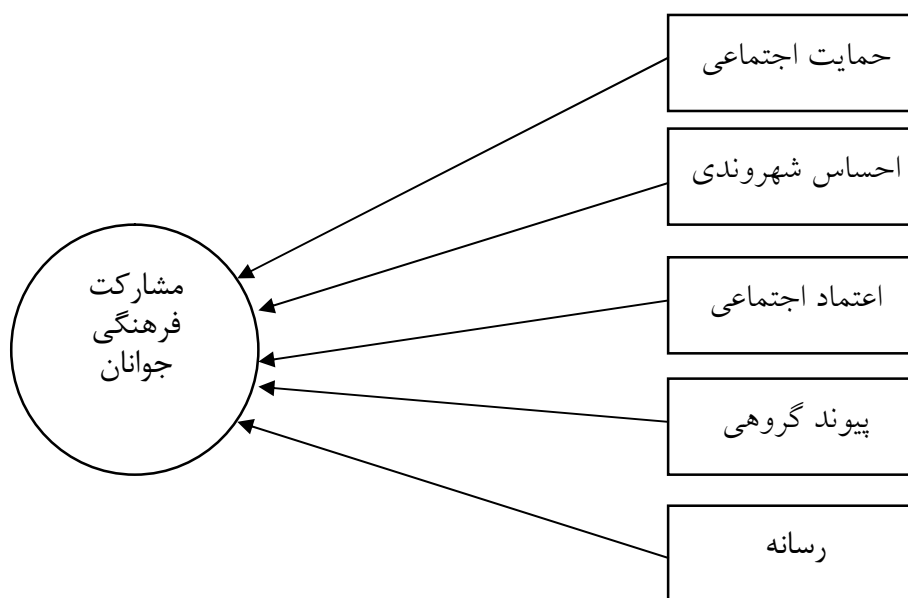 حمایت اجتماعی
احساس شهروندی
اعتماد اجتماعی
پیوند گروهی
رسانه
مشارکت
فرهنگی
جوانان